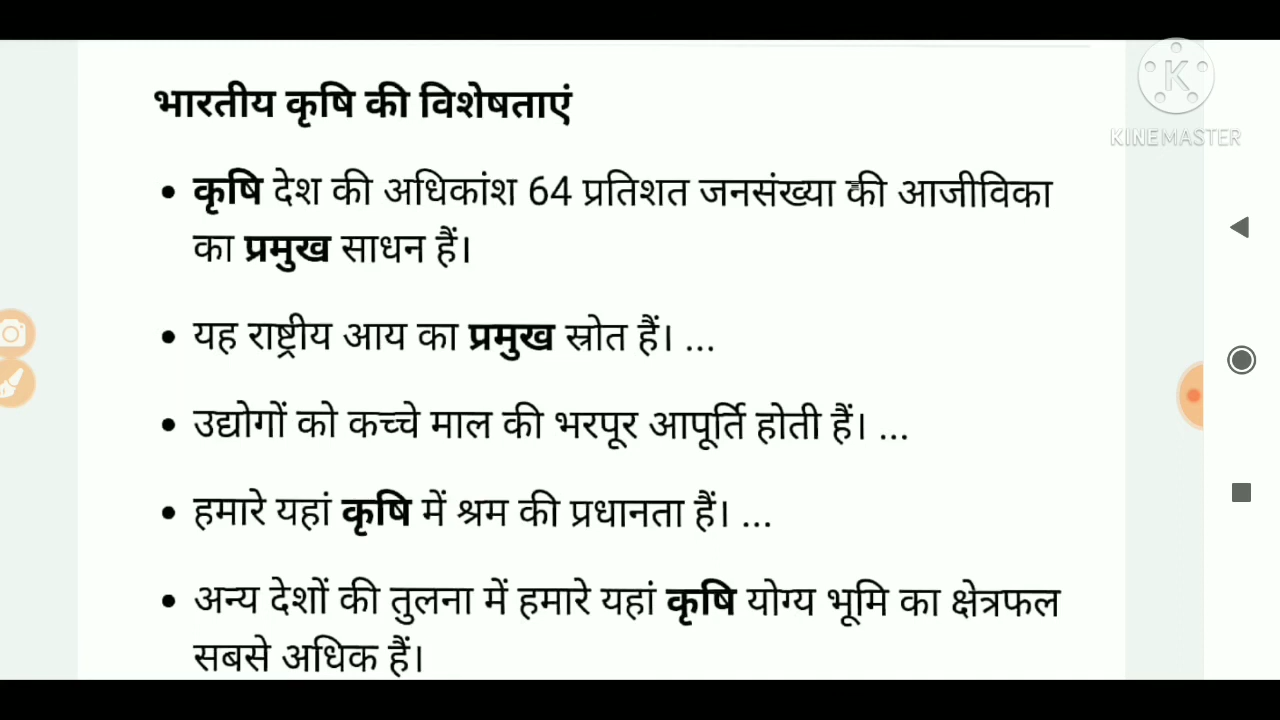 भारतीय कृषि की विशेषताएं
KINEMASTER
• कृषि देश की अधिकांश 64 प्रतिशत जनसंख्या की आजीविका
का प्रमुख साधन हैं।
• यह राष्ट्रीय आय का प्रमुख स्रोत हैं। ...
• उद्योगों को कच्चे माल की भरपूर आपूर्ति होती हैं। ...
• हमारे यहां कृषि में श्रम की प्रधानता हैं। ...
• अन्य देशों की तुलना में हमारे यहां कृषि योग्य भूमि का क्षेत्रफल
सबसे अधिक हैं।